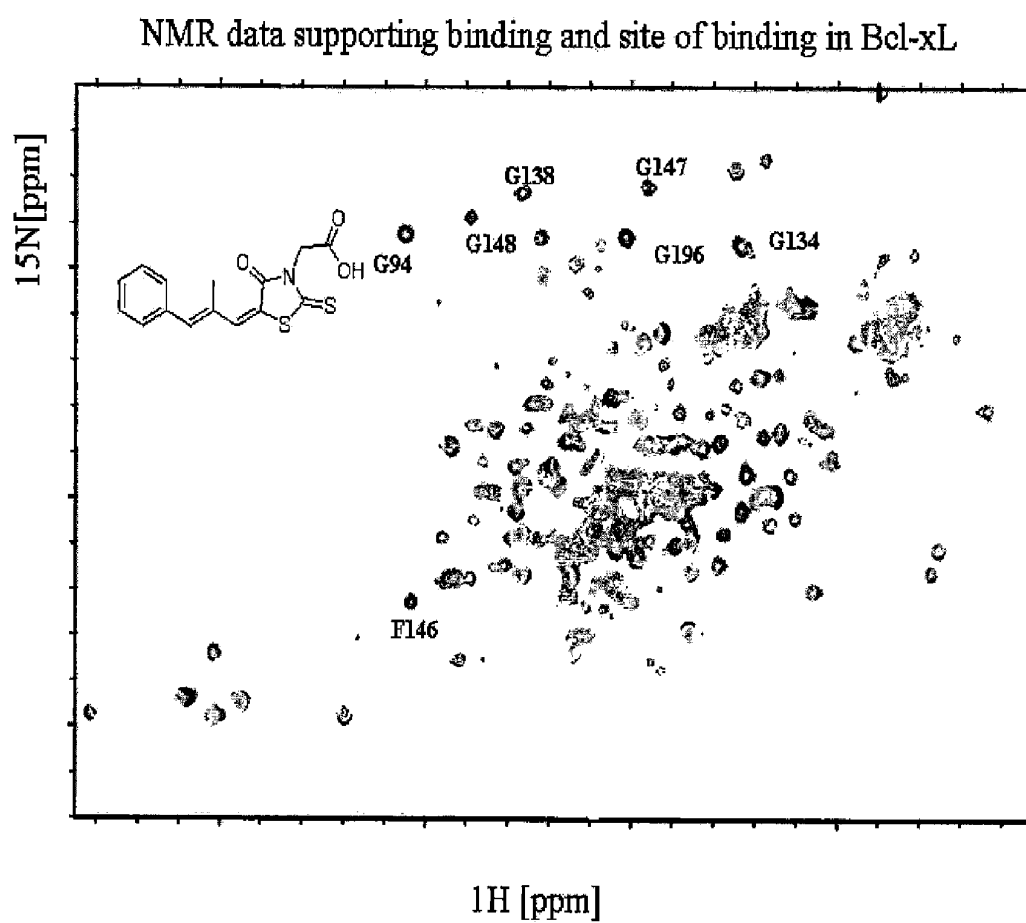 NMR data supporting binding and site of binding in Bcl-xL
15N[ppm]
G138
G147
G148
G94
G196
G134
O
OH
O
N
S
S
F146
1H [ppm]